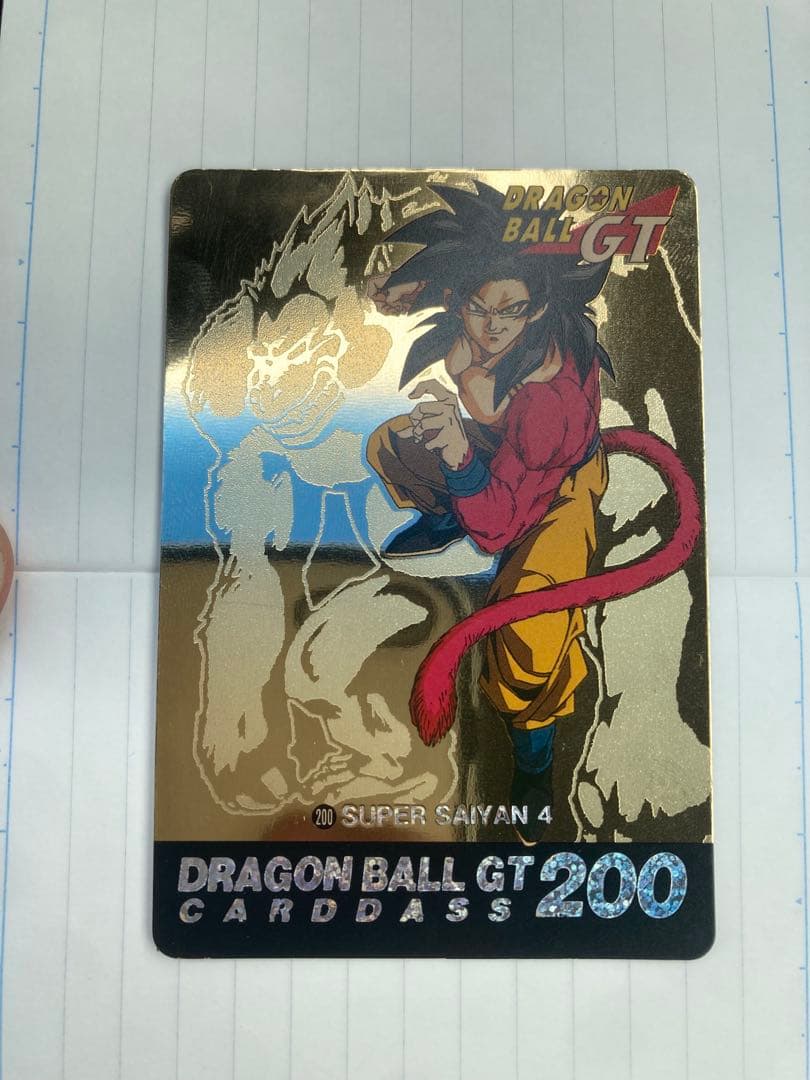 DRAGON
BALL GT
200 SUPER SAIYAN 4
DRAGON BALL GT 200
CARDDASS